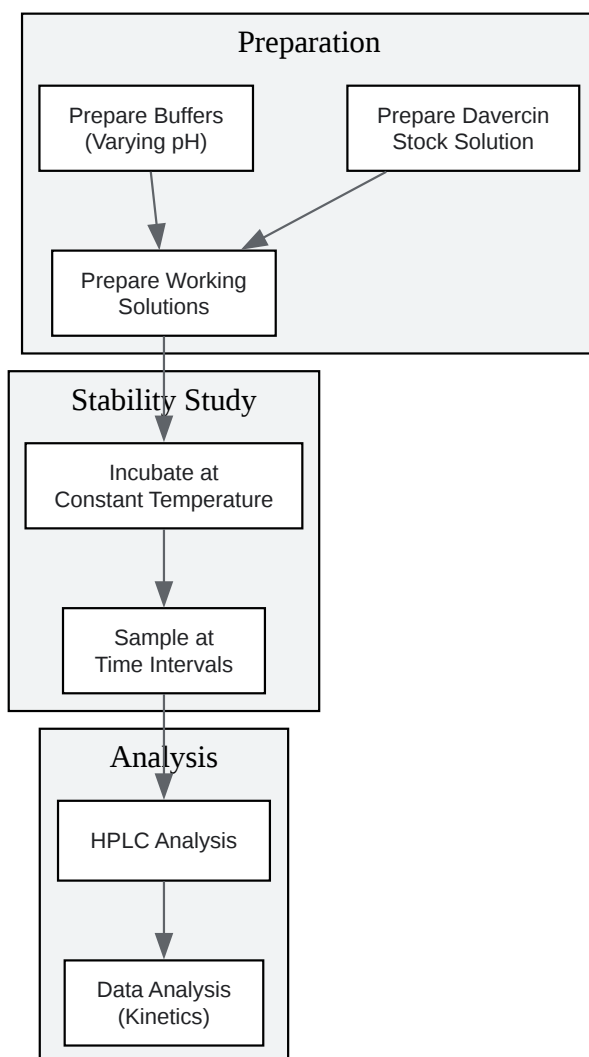 Preparation
Prepare Buffers
(Varying pH)
Prepare Davercin
Stock Solution
Prepare Working
Solutions
Stability Study
Incubate at
Constant Temperature
Sample at
Time Intervals
Analysis
HPLC Analysis
Data Analysis
(Kinetics)